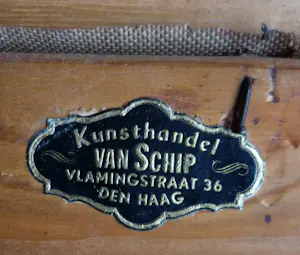 Kunsthandel
VAN SCHIP
VLAMINGSTRAAT 36
DEN HAAG